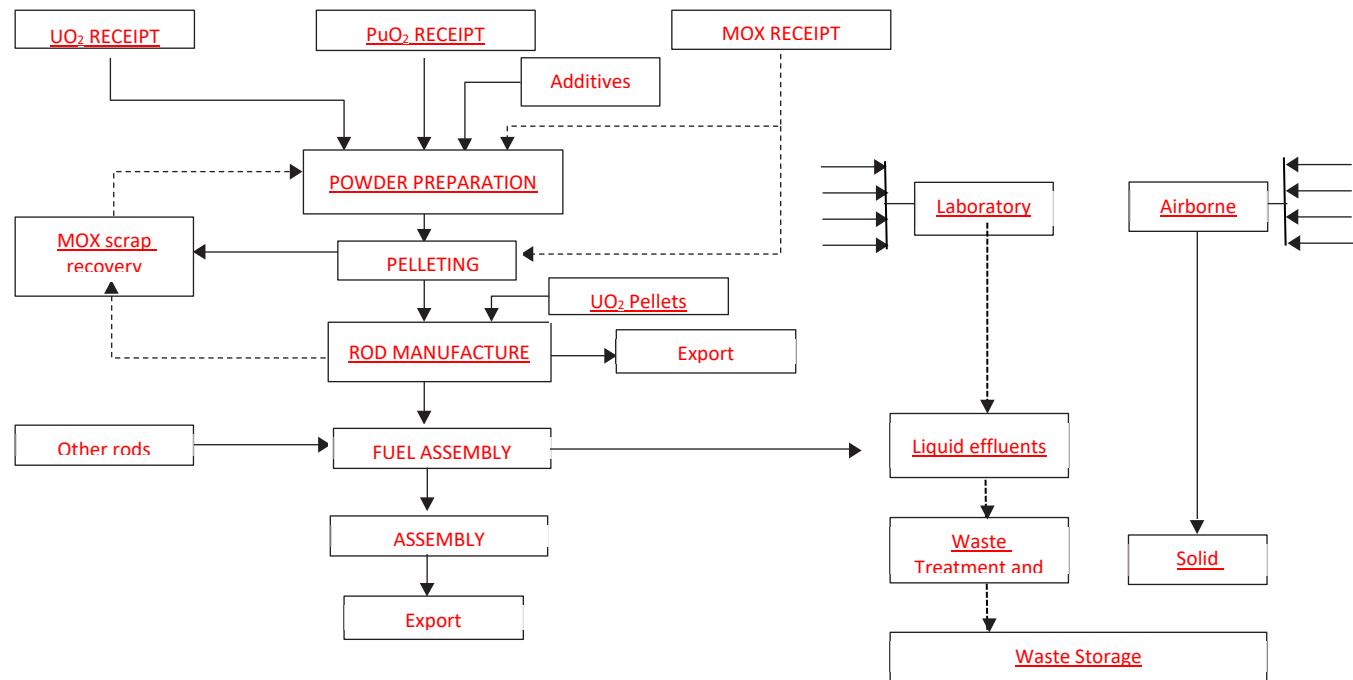 UO₂ RECEIPT
PuO₂ RECEIPT
MOX RECEIPT
Additives
POWDER PREPARATION
Laboratory
Airborne
MOX scrap
recovery
PELLETING
UO₂ Pellets
ROD MANUFACTURE
Export
Other rods
FUEL ASSEMBLY
Liquid effluents
ASSEMBLY
Waste
Treatment and
Solid
Export
Waste Storage